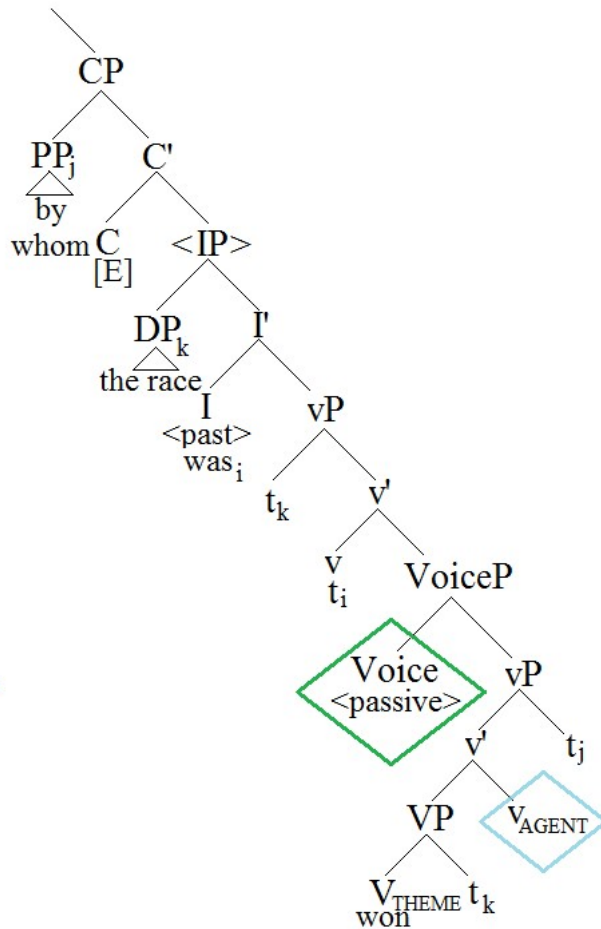 CP
PPj C'
by
whom C <IP>
[E]
DPk I'
the race
I vP
<past>
wasi
tk v'
v VoiceP
ti
Voice vP
<passive>
v' tj
VP vAGENT
VTHEME tk
won